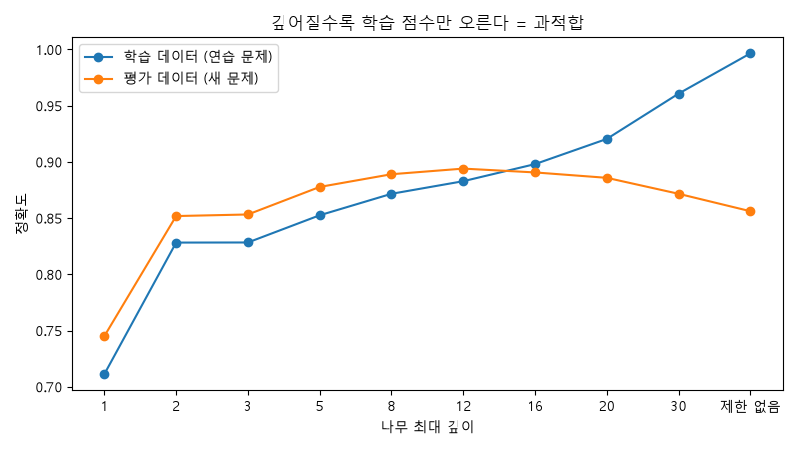 깊어질수록 학습 점수만 오른다 = 과적합
학습 데이터 (연습 문제)
평가 데이터 (새 문제)
정확도
1.00
0.95
0.90
0.85
0.80
0.75
0.70
1 2 3 5 8 12 16 20 30 제한 없음
나무 최대 깊이